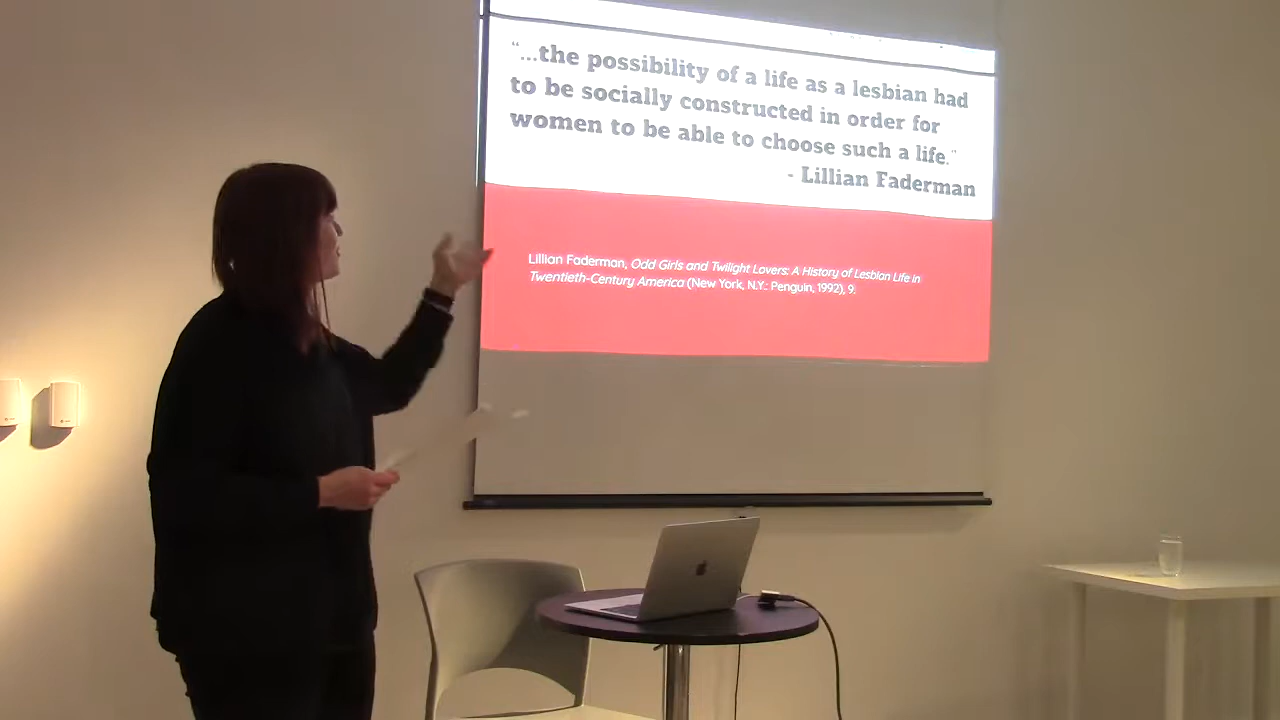 "...the possibility of a life as a lesbian had
to be socially constructed in order for
women to be able to choose such a life."
- Lillian Faderman
Lillian Faderman, Odd Girls and Twilight Lovers: A History of Lesbian Life in
Twentieth-Century America (New York, N.Y.: Penguin, 1992), 9.